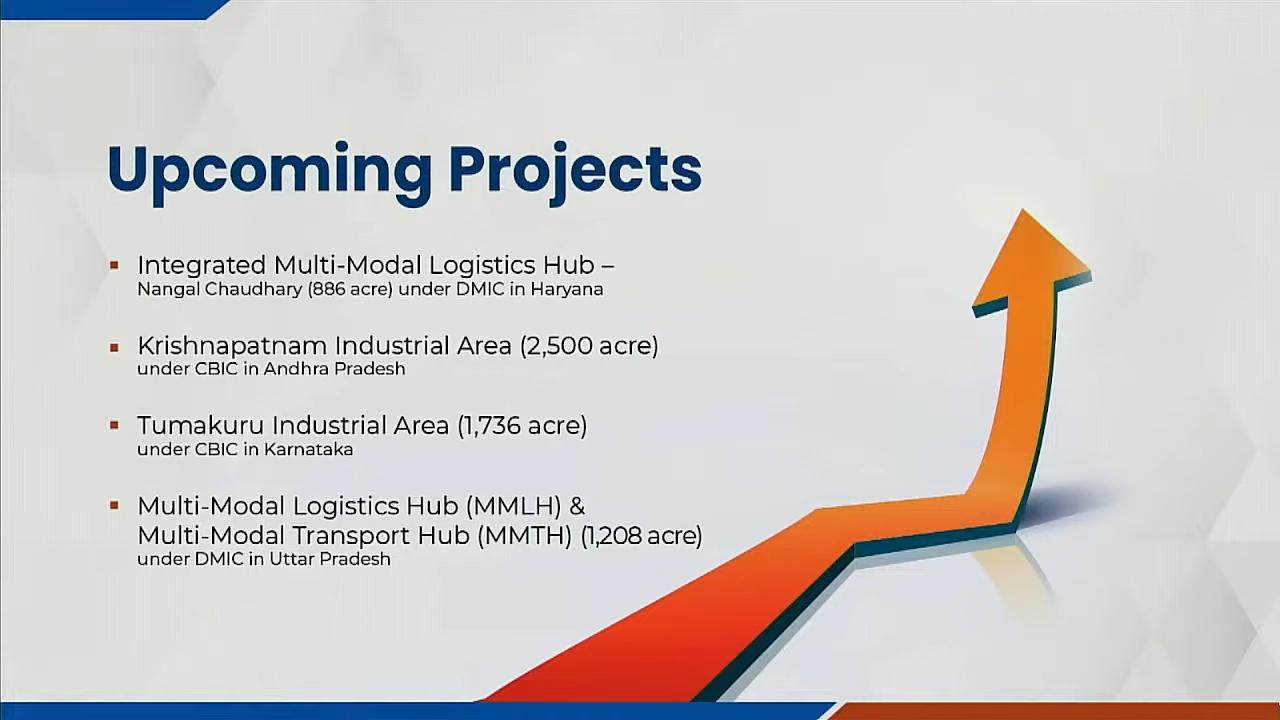 Upcoming Projects
Integrated Multi-Modal Logistics Hub –
Nangal Chaudhary (886 acre) under DMIC in Haryana
Krishnapatnam Industrial Area (2,500 acre)
under CBIC in Andhra Pradesh
Tumakuru Industrial Area (1,736 acre)
under CBIC in Karnataka
Multi-Modal Logistics Hub (MMLH) &
Multi-Modal Transport Hub (MMTH) (1,208 acre)
under DMIC in Uttar Pradesh